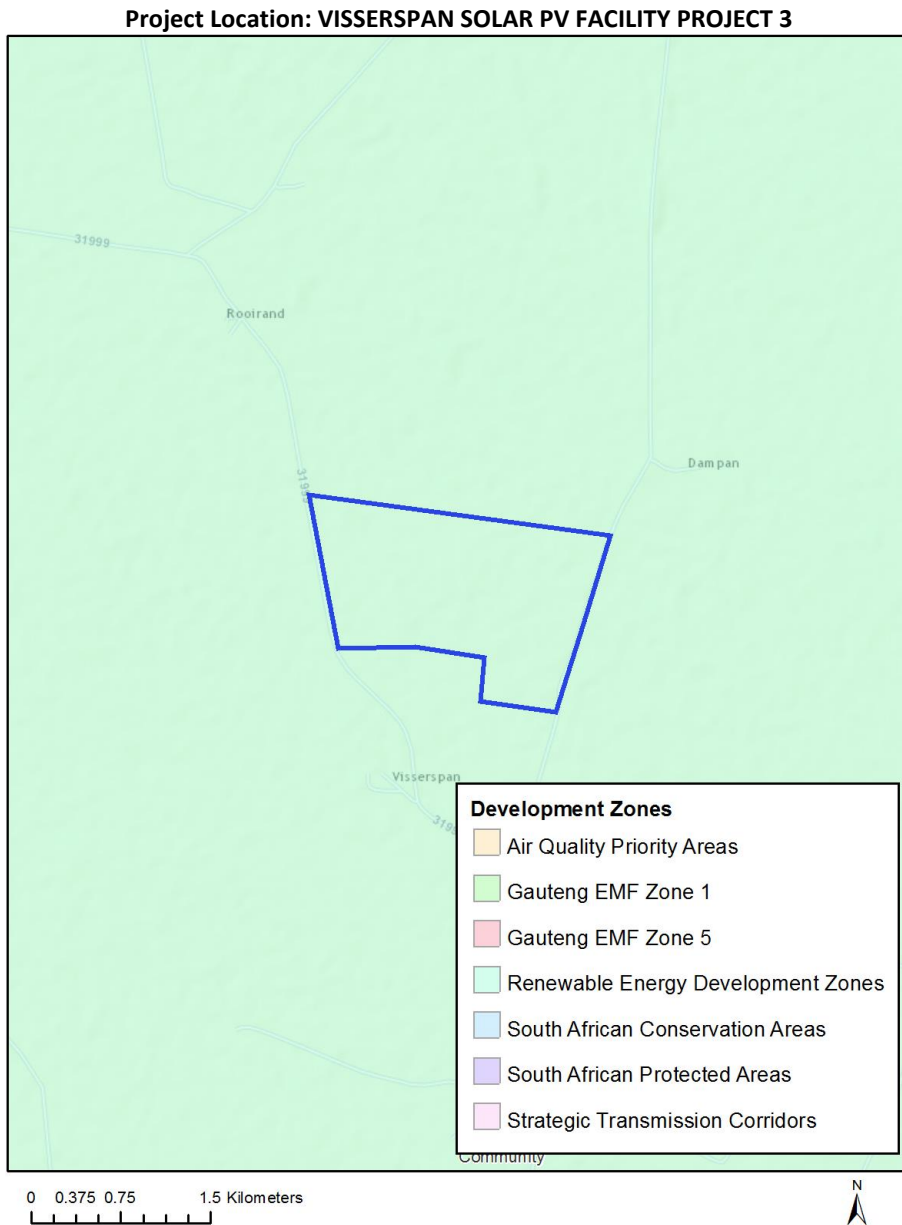 Project Location: VISSERSPAN SOLAR PV FACILITY PROJECT 3
31999
Rooirand
Dampan
31999
Visserspan
3199
Development Zones
Air Quality Priority Areas
Gauteng EMF Zone 1
Gauteng EMF Zone 5
Renewable Energy Development Zones
South African Conservation Areas
South African Protected Areas
Strategic Transmission Corridors
Community
0 0.375 0.75 1.5 Kilometers
N